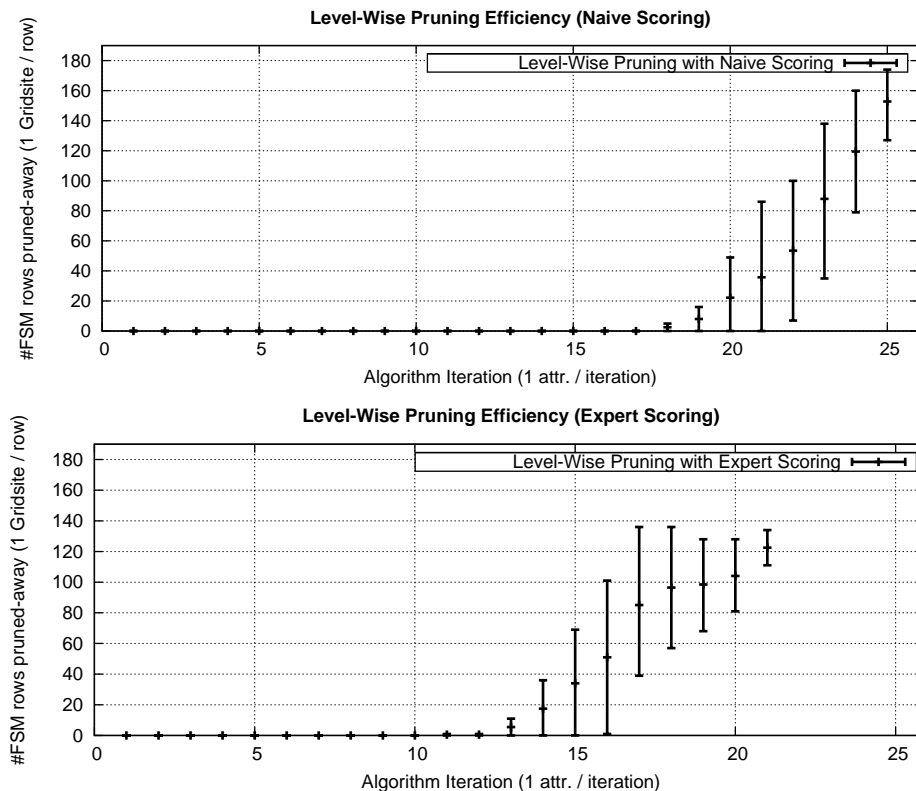 Level-Wise Pruning Efficiency (Naive Scoring)
#FSM rows pruned-away (1 Gridsite / row)
180
160
140
120
100
80
60
40
20
0
Level-Wise Pruning with Naive Scoring
0 5 10 15 20 25
Algorithm Iteration (1 attr. / iteration)
Level-Wise Pruning Efficiency (Expert Scoring)
#FSM rows pruned-away (1 Gridsite / row)
180
160
140
120
100
80
60
40
20
0
Level-Wise Pruning with Expert Scoring
0 5 10 15 20 25
Algorithm Iteration (1 attr. / iteration)